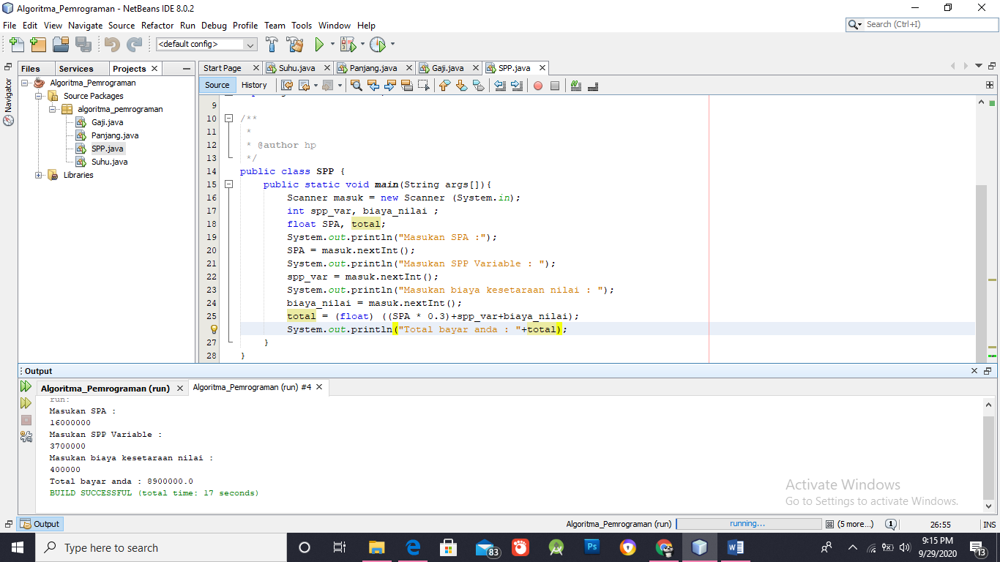 Algoritma_Pemrograman - NetBeans IDE 8.0.2
File Edit View Navigate Source Refactor Run Debug Profile Team Tools Window Help
Search (Ctrl+I)
<default config>
Files Services Projects
Start Page Suhu.java Panjang.java Gaji.java SPP.java
Navigator
Algoritma_Pemrograman
Source Packages
algoritma_pemrograman
Gaji.java
Panjang.java
SPP.java
Suhu.java
Libraries
Source History
9
10 /**
11 *
12 * @author hp
13 */
14 public class SPP {
15 public static void main(String args[]){
16 Scanner masuk = new Scanner (System.in);
17 int spp_var, biaya_nilai ;
18 float SPA, total;
19 System.out.println("Masukan SPA :");
20 SPA = masuk.nextInt();
21 System.out.println("Masukan SPP Variable : ");
22 spp_var = masuk.nextInt();
23 System.out.println("Masukan biaya kesetaraan nilai : ");
24 biaya_nilai = masuk.nextInt();
25 total = (float) ((SPA * 0.3)+spp_var+biaya_nilai);
System.out.println("Total bayar anda : "+total);
27 }
28 }
Output
Algoritma_Pemrograman (run) Algoritma_Pemrograman (run) #4
run:
Masukan SPA :
16000000
Masukan SPP Variable :
3700000
Masukan biaya kesetaraan nilai :
400000
Total bayar anda : 8900000.0
BUILD SUCCESSFUL (total time: 17 seconds)
Activate Windows
Go to Settings to activate Windows.
Output
Algoritma_Pemrograman (run) running... (5 more...) 1 26:55 INS
Type here to search
83
Ps
9:15 PM
9/29/2020
13